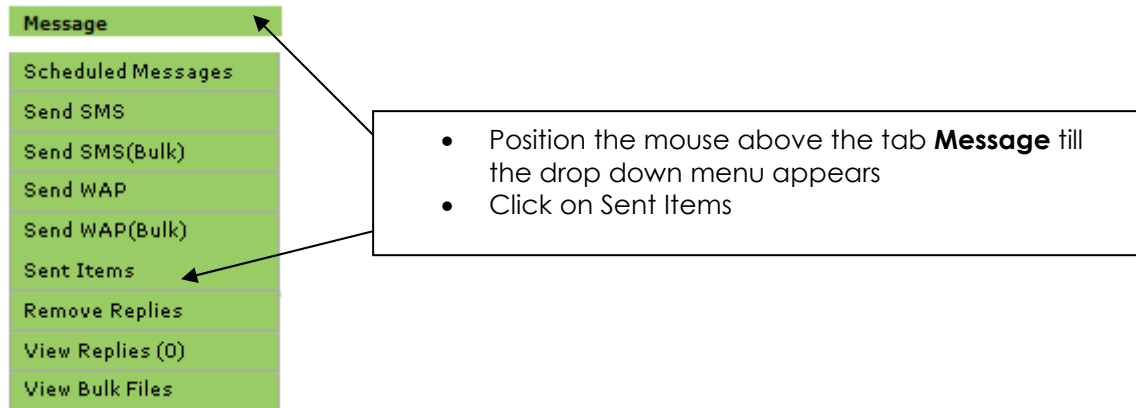 Message
Scheduled Messages
Send SMS
Send SMS(Bulk)
Send WAP
Send WAP(Bulk)
Sent Items
Remove Replies
View Replies (0)
View Bulk Files
• Position the mouse above the tab Message till
the drop down menu appears
• Click on Sent Items